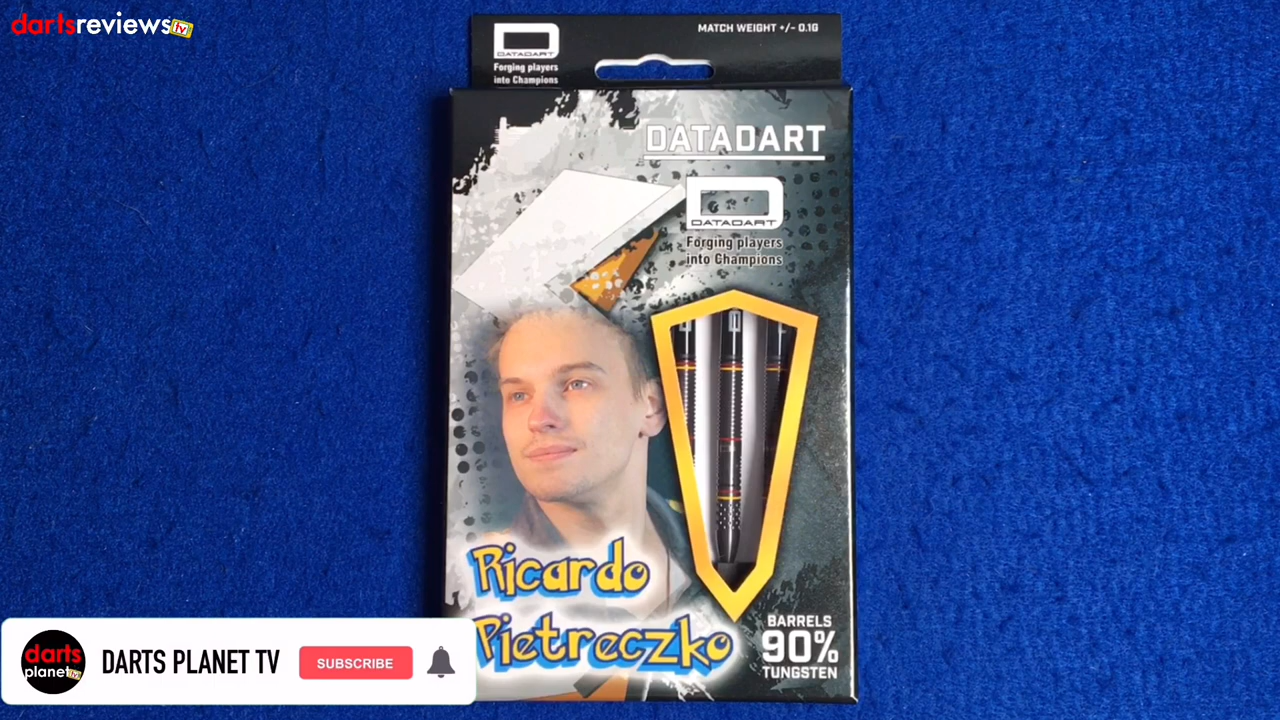 dartsreviews tv
DATADART
Forging players
into Champions
MATCH WEIGHT +/- 0.1G
DATADART
DATADART
Forging players
into Champions
Ricardo
Pietreczko
BARRELS
90%
TUNGSTEN
darts
planet tv
DARTS PLANET TV
SUBSCRIBE